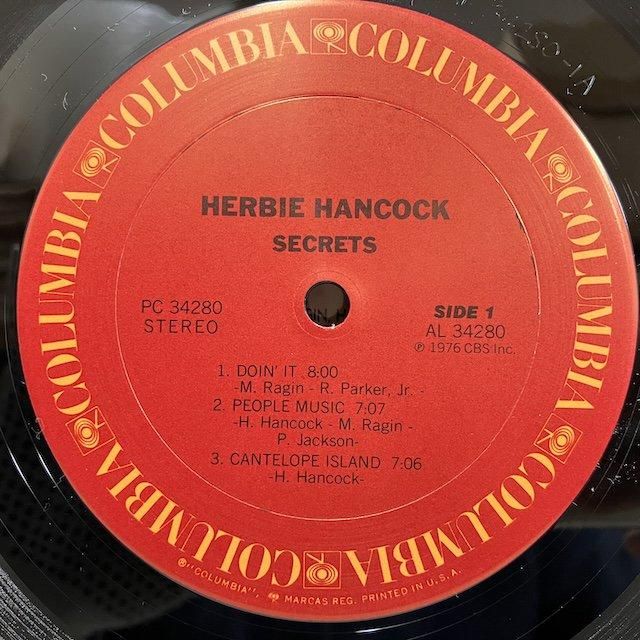 COLUMBIA COLUMBIA COLUMBIA COLUMBIA COLUMBIA COLUMBIA COLUMBIA COLUMBIA
HERBIE HANCOCK
SECRETS
PC 34280
STEREO
SIDE 1
AL 34280
℗ 1976 CBS Inc.
1. DOIN' IT 8:00
-M. Ragin - R. Parker, Jr. -
2. PEOPLE MUSIC 7:07
-H. Hancock - M. Ragin -
P. Jackson-
3. CANTELOPE ISLAND 7:06
-H. Hancock-
®"COLUMBIA", MARCAS REG. PRINTED IN U.S.A.